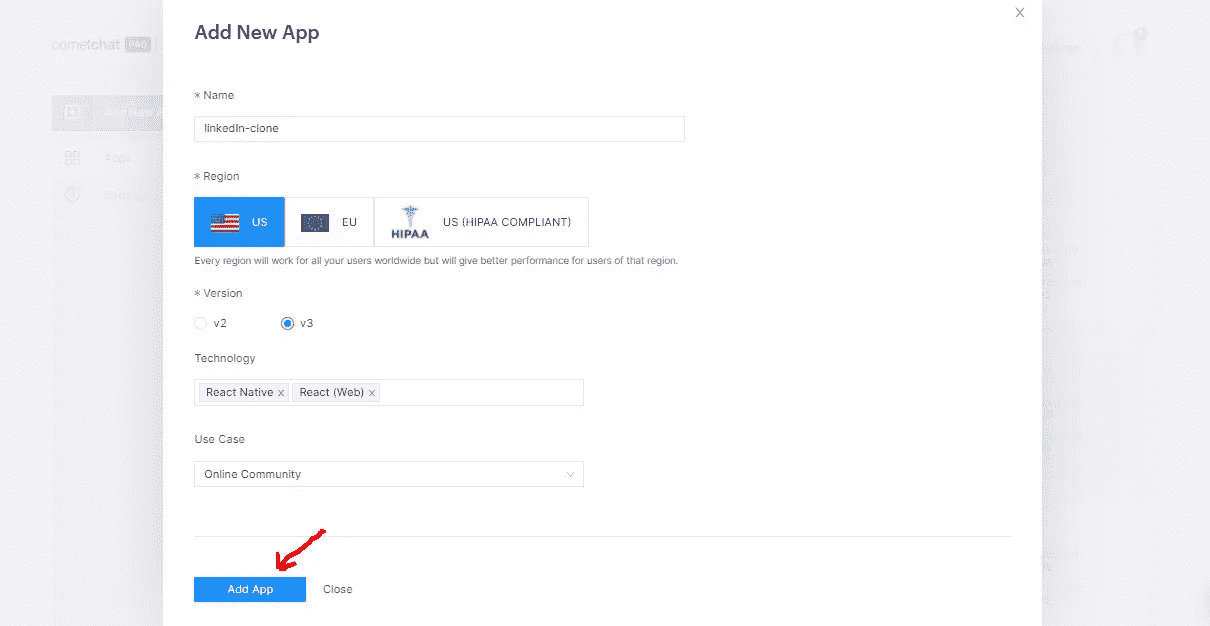 Add New App
cometchat PRO
* Name
linkedIn-clone
Apps
* Region
US
EU
HIPAA
US (HIPAA COMPLIANT)
Every region will work for all your users worldwide but will give better performance for users of that region.
* Version
v2
v3
Technology
React Native x
React (Web) x
Use Case
Online Community
Add App
Close